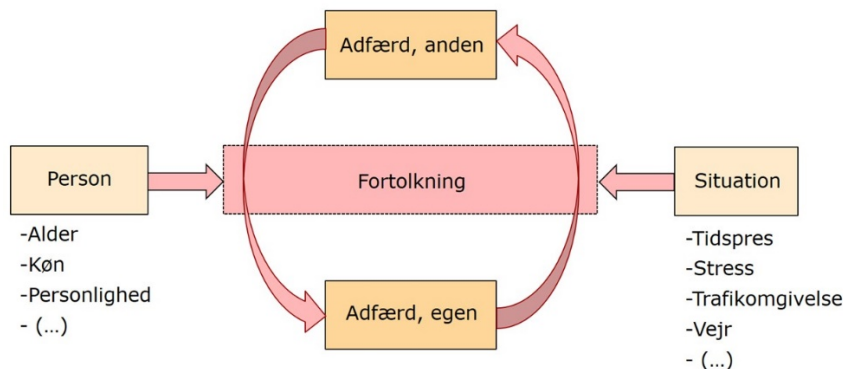 Adfærd, anden
Person
Fortolkning
Situation
-Alder
-Køn
-Personlighed
- (...)
Adfærd, egen
-Tidspres
-Stress
-Trafikomgivelse
-Vejr
- (...)